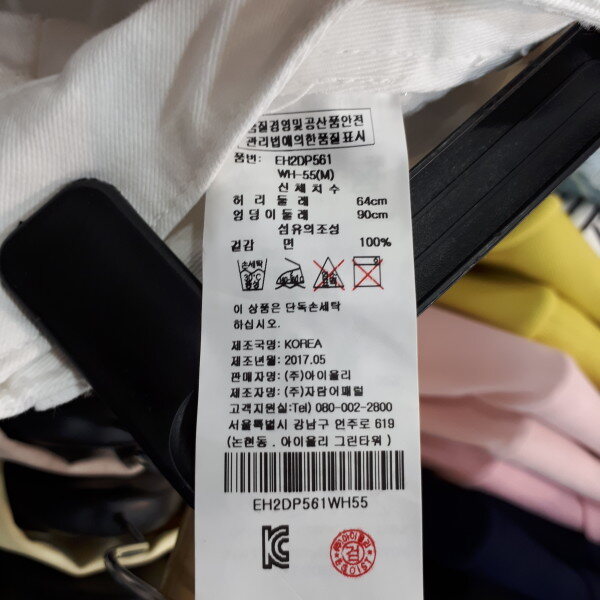 품질경영및공산품안전
관리법에의한품질표시
품번: EH2DP561
WH-55(M)
신체치수
허리둘레 64cm
엉덩이둘레 90cm
섬유의조성
겉감 면 100%
손세탁
30℃
중성
이 상품은 단독손세탁
하십시오.
제조국명: KOREA
제조년월: 2017.05
판매자명: (주)아이올리
제조자명: (주)자람어패럴
고객지원실:Tel) 080-002-2800
서울특별시 강남구 언주로 619
(논현동 . 아이올리 그린타워 )
EH2DP561WH55